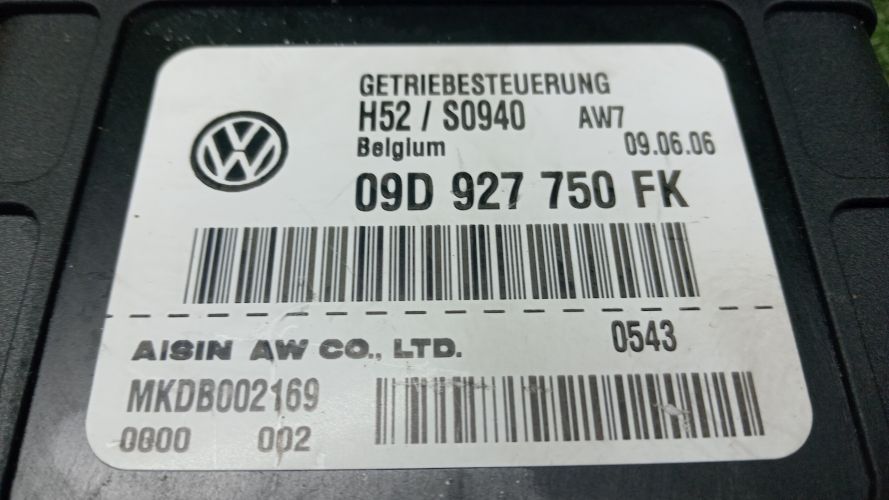 GETRIEBESTEUERUNG
H52 / S0940 AW7
Belgium 09.06.06
09D 927 750 FK
AISIN AW CO., LTD. 0543
MKDB002169
0000 002